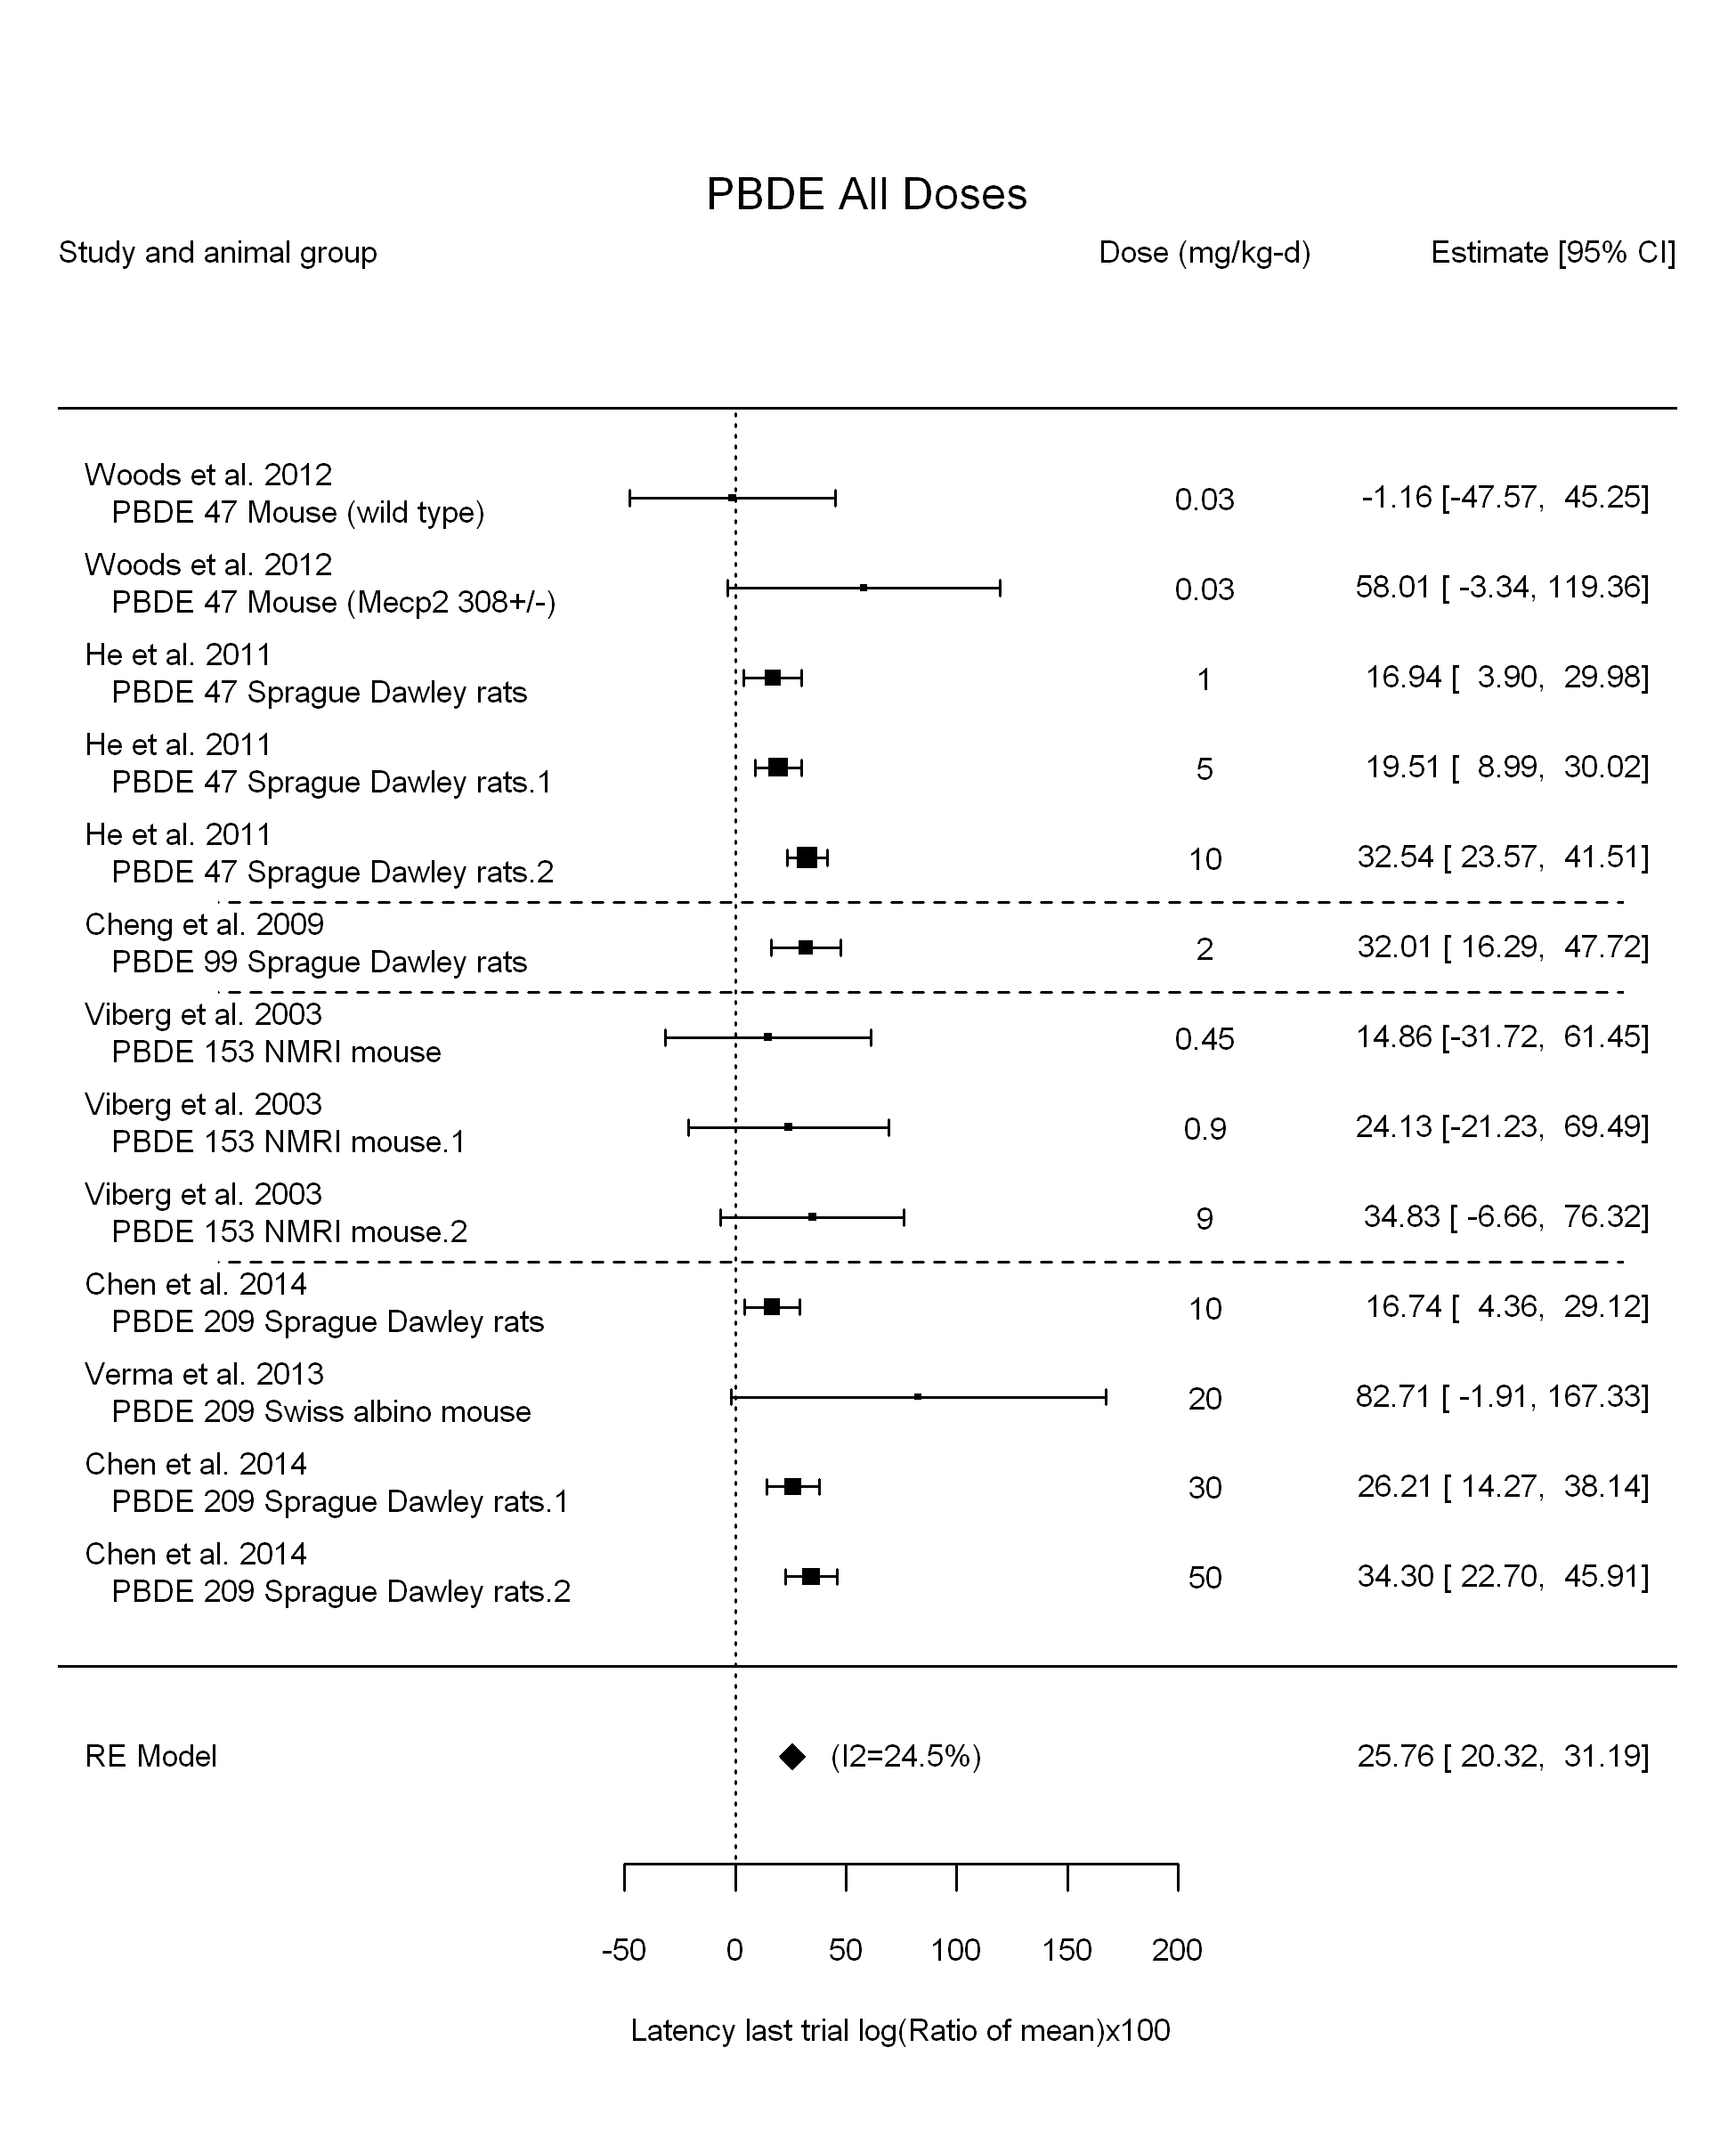 PBDE All Doses
Study and animal group Dose (mg/kg-d) Estimate [95% CI]
Woods et al. 2012
PBDE 47 Mouse (wild type) 0.03 -1.16 [-47.57, 45.25]
Woods et al. 2012
PBDE 47 Mouse (Mecp2 308+/-) 0.03 58.01 [ -3.34, 119.36]
He et al. 2011
PBDE 47 Sprague Dawley rats 1 16.94 [ 3.90, 29.98]
He et al. 2011
PBDE 47 Sprague Dawley rats.1 5 19.51 [ 8.99, 30.02]
He et al. 2011
PBDE 47 Sprague Dawley rats.2 10 32.54 [ 23.57, 41.51]
Cheng et al. 2009
PBDE 99 Sprague Dawley rats 2 32.01 [ 16.29, 47.72]
Viberg et al. 2003
PBDE 153 NMRI mouse 0.45 14.86 [-31.72, 61.45]
Viberg et al. 2003
PBDE 153 NMRI mouse.1 0.9 24.13 [-21.23, 69.49]
Viberg et al. 2003
PBDE 153 NMRI mouse.2 9 34.83 [ -6.66, 76.32]
Chen et al. 2014
PBDE 209 Sprague Dawley rats 10 16.74 [ 4.36, 29.12]
Verma et al. 2013
PBDE 209 Swiss albino mouse 20 82.71 [ -1.91, 167.33]
Chen et al. 2014
PBDE 209 Sprague Dawley rats.1 30 26.21 [ 14.27, 38.14]
Chen et al. 2014
PBDE 209 Sprague Dawley rats.2 50 34.30 [ 22.70, 45.91]
RE Model (I2=24.5%) 25.76 [ 20.32, 31.19]
-50 0 50 100 150 200
Latency last trial log(Ratio of mean)x100